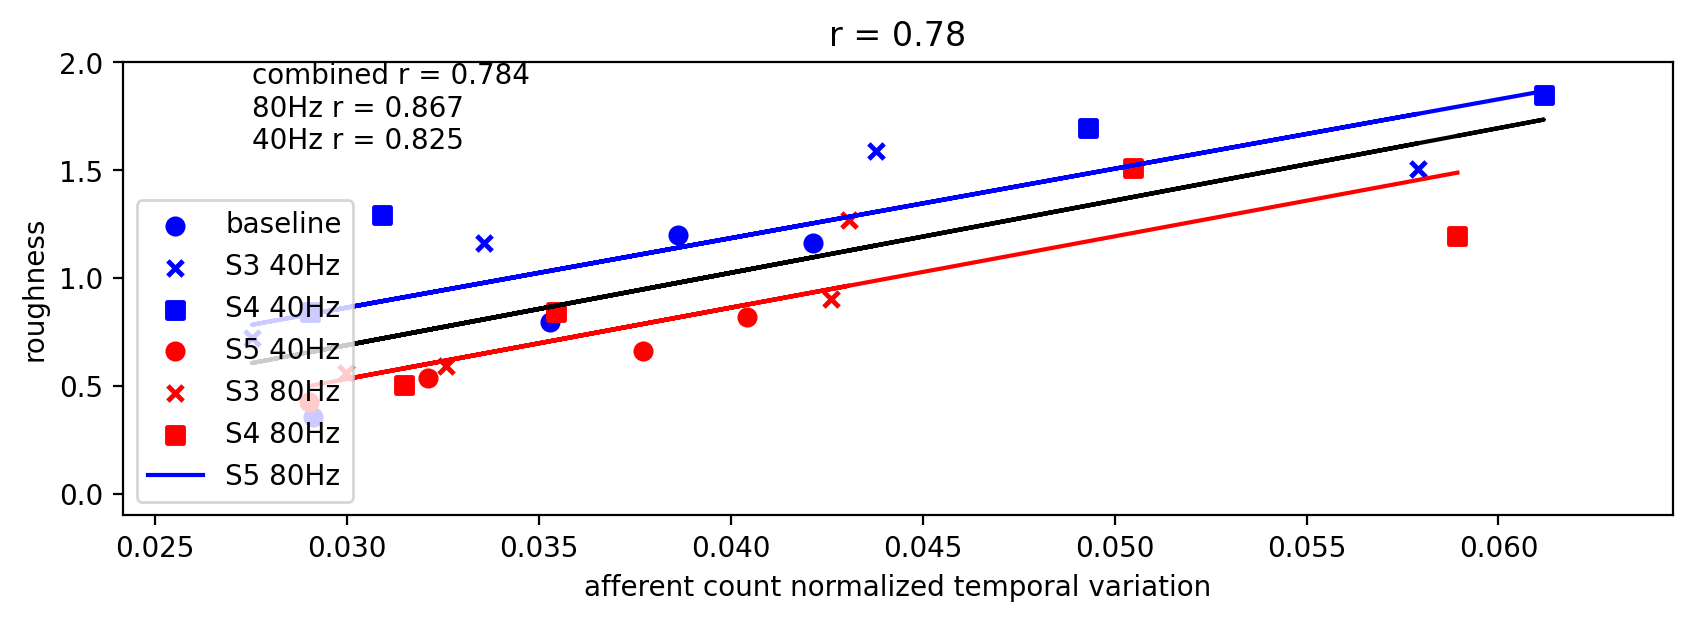 r = 0.78
combined r = 0.784
80Hz r = 0.867
40Hz r = 0.825
2.0
1.5
1.0
0.5
0.0
roughness
baseline
S3 40Hz
S4 40Hz
S5 40Hz
S3 80Hz
S4 80Hz
S5 80Hz
0.025 0.030 0.035 0.040 0.045 0.050 0.055 0.060
afferent count normalized temporal variation